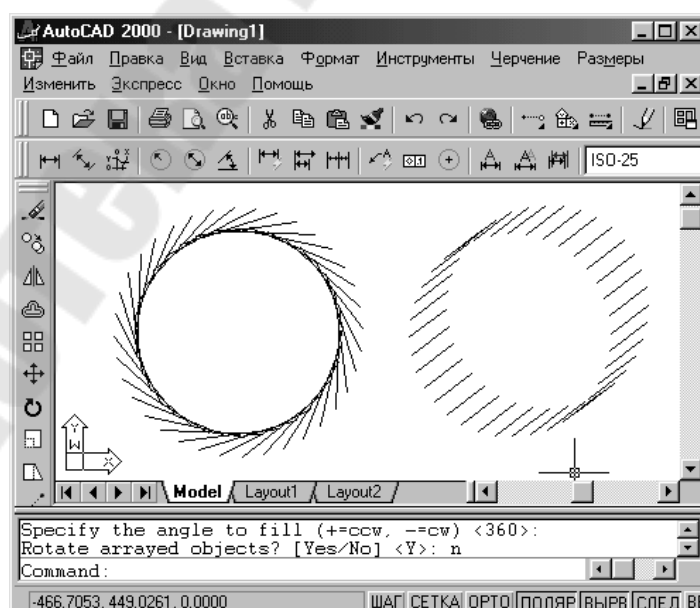 AutoCAD 2000 - [Drawing1]
Файл Правка Вид Вставка Формат Инструменты Черчение Размеры
Изменить Экспресс Окно Помощь
ISO-25
Y
W
X
Model Layout1 Layout2
Specify the angle to fill (+=ccw, -=cw) <360>:
Rotate arrayed objects? [Yes/No] <Y>: n
Command:
-466.7053, 449.0261, 0.0000 ШАГ СЕТКА ОРТО ПОЛЯР